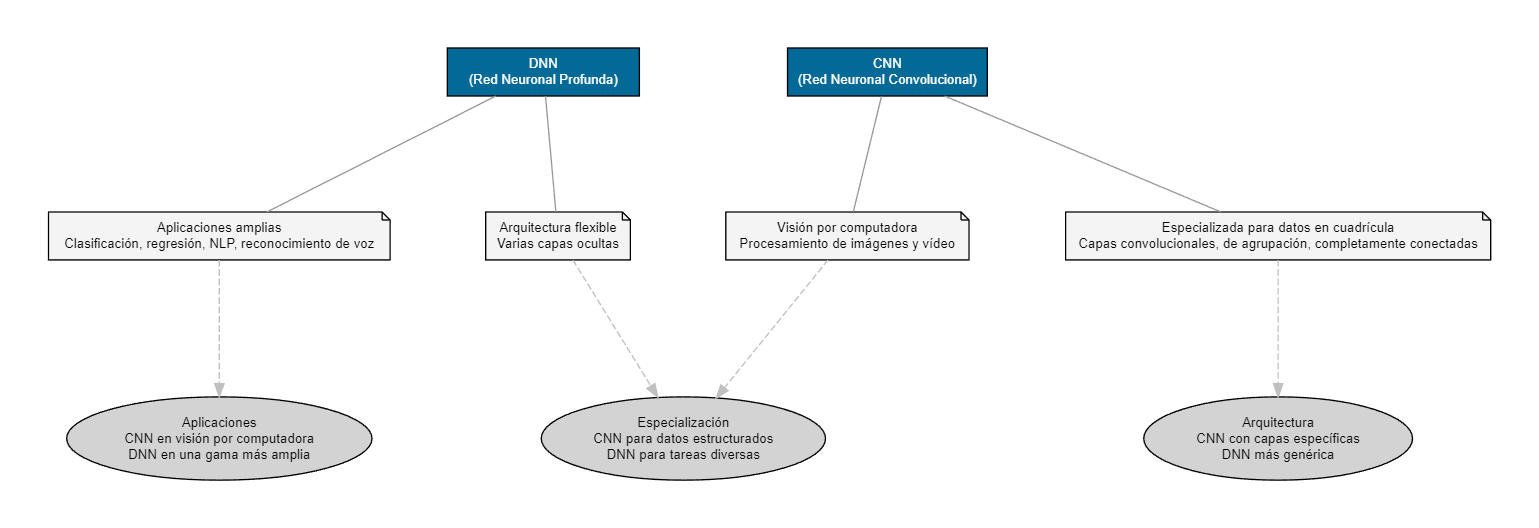 DNN
(Red Neuronal Profunda)
CNN
(Red Neuronal Convolucional)
Aplicaciones amplias
Clasificación, regresión, NLP, reconocimiento de voz
Arquitectura flexible
Varias capas ocultas
Visión por computadora
Procesamiento de imágenes y vídeo
Especializada para datos en cuadrícula
Capas convolucionales, de agrupación, completamente conectadas
Aplicaciones
CNN en visión por computadora
DNN en una gama más amplia
Especialización
CNN para datos estructurados
DNN para tareas diversas
Arquitectura
CNN con capas específicas
DNN más genérica